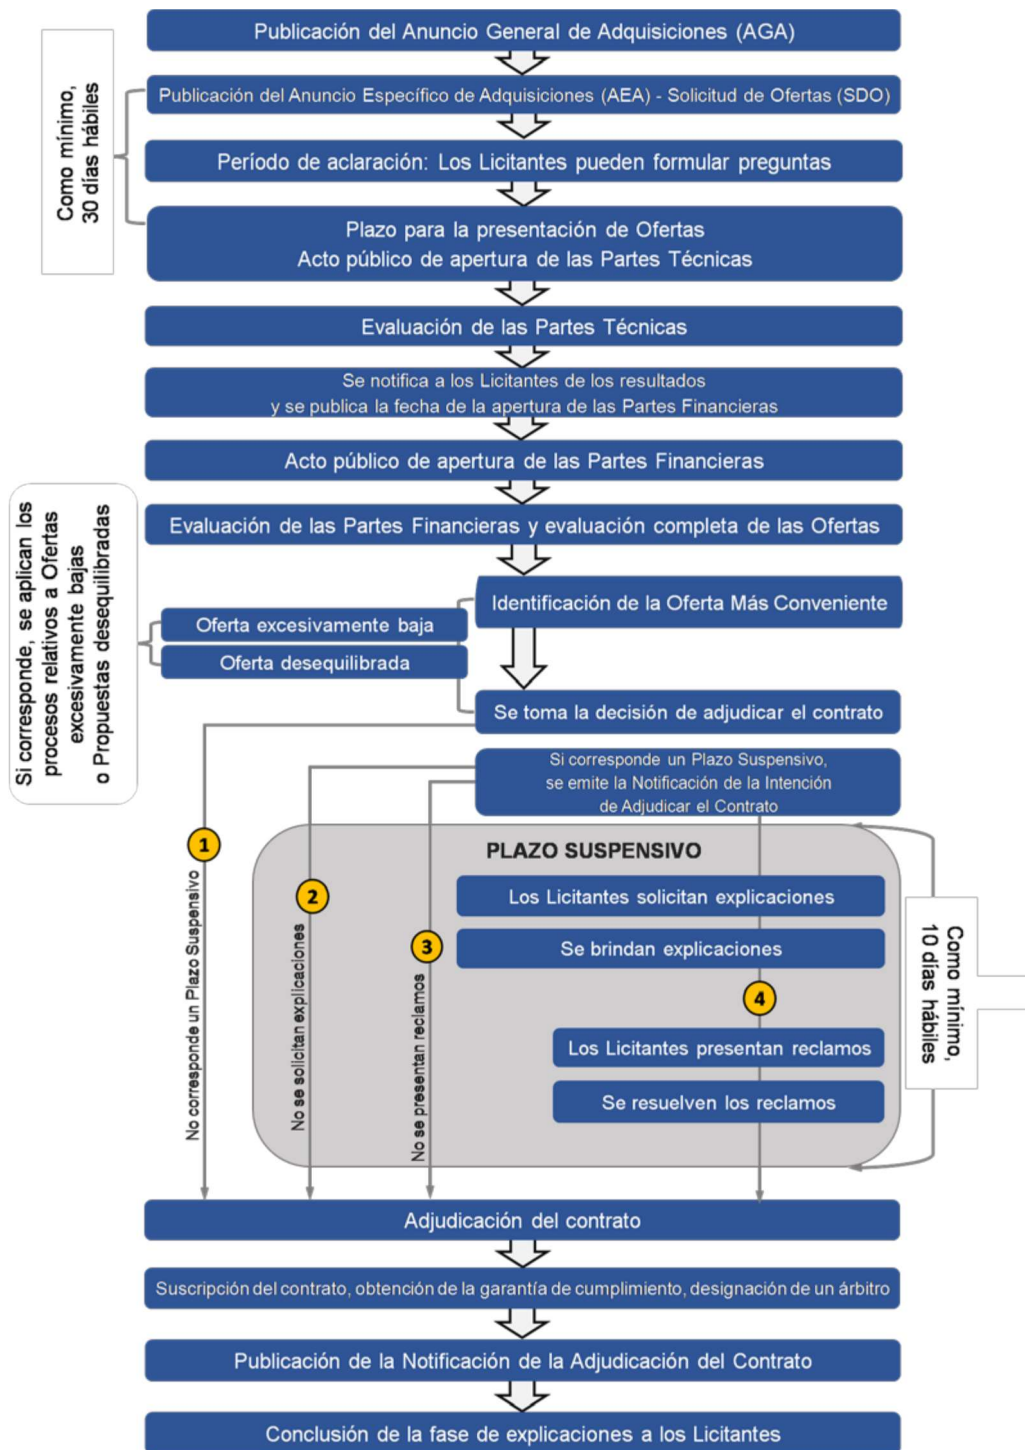 Publicación del Anuncio General de Adquisiciones (AGA)
Como mínimo,
30 días hábiles
Publicación del Anuncio Específico de Adquisiciones (AEA) - Solicitud de Ofertas (SDO)
Período de aclaración: Los Licitantes pueden formular preguntas
Plazo para la presentación de Ofertas
Acto público de apertura de las Partes Técnicas
Evaluación de las Partes Técnicas
Se notifica a los Licitantes de los resultados
y se publica la fecha de la apertura de las Partes Financieras
Acto público de apertura de las Partes Financieras
Evaluación de las Partes Financieras y evaluación completa de las Ofertas
Si corresponde, se aplican los
procesos relativos a Ofertas
excesivamente bajas
o Propuestas desequilibradas
Identificación de la Oferta Más Conveniente
Oferta excesivamente baja
Oferta desequilibrada
Se toma la decisión de adjudicar el contrato
Si corresponde un Plazo Suspensivo,
se emite la Notificación de la Intención
de Adjudicar el Contrato
PLAZO SUSPENSIVO
1
No corresponde un Plazo Suspensivo
2
No se solicitan explicaciones
3
No se presentan reclamos
Los Licitantes solicitan explicaciones
Se brindan explicaciones
4
Los Licitantes presentan reclamos
Se resuelven los reclamos
Como mínimo,
10 días hábiles
Adjudicación del contrato
Suscripción del contrato, obtención de la garantía de cumplimiento, designación de un árbitro
Publicación de la Notificación de la Adjudicación del Contrato
Conclusión de la fase de explicaciones a los Licitantes